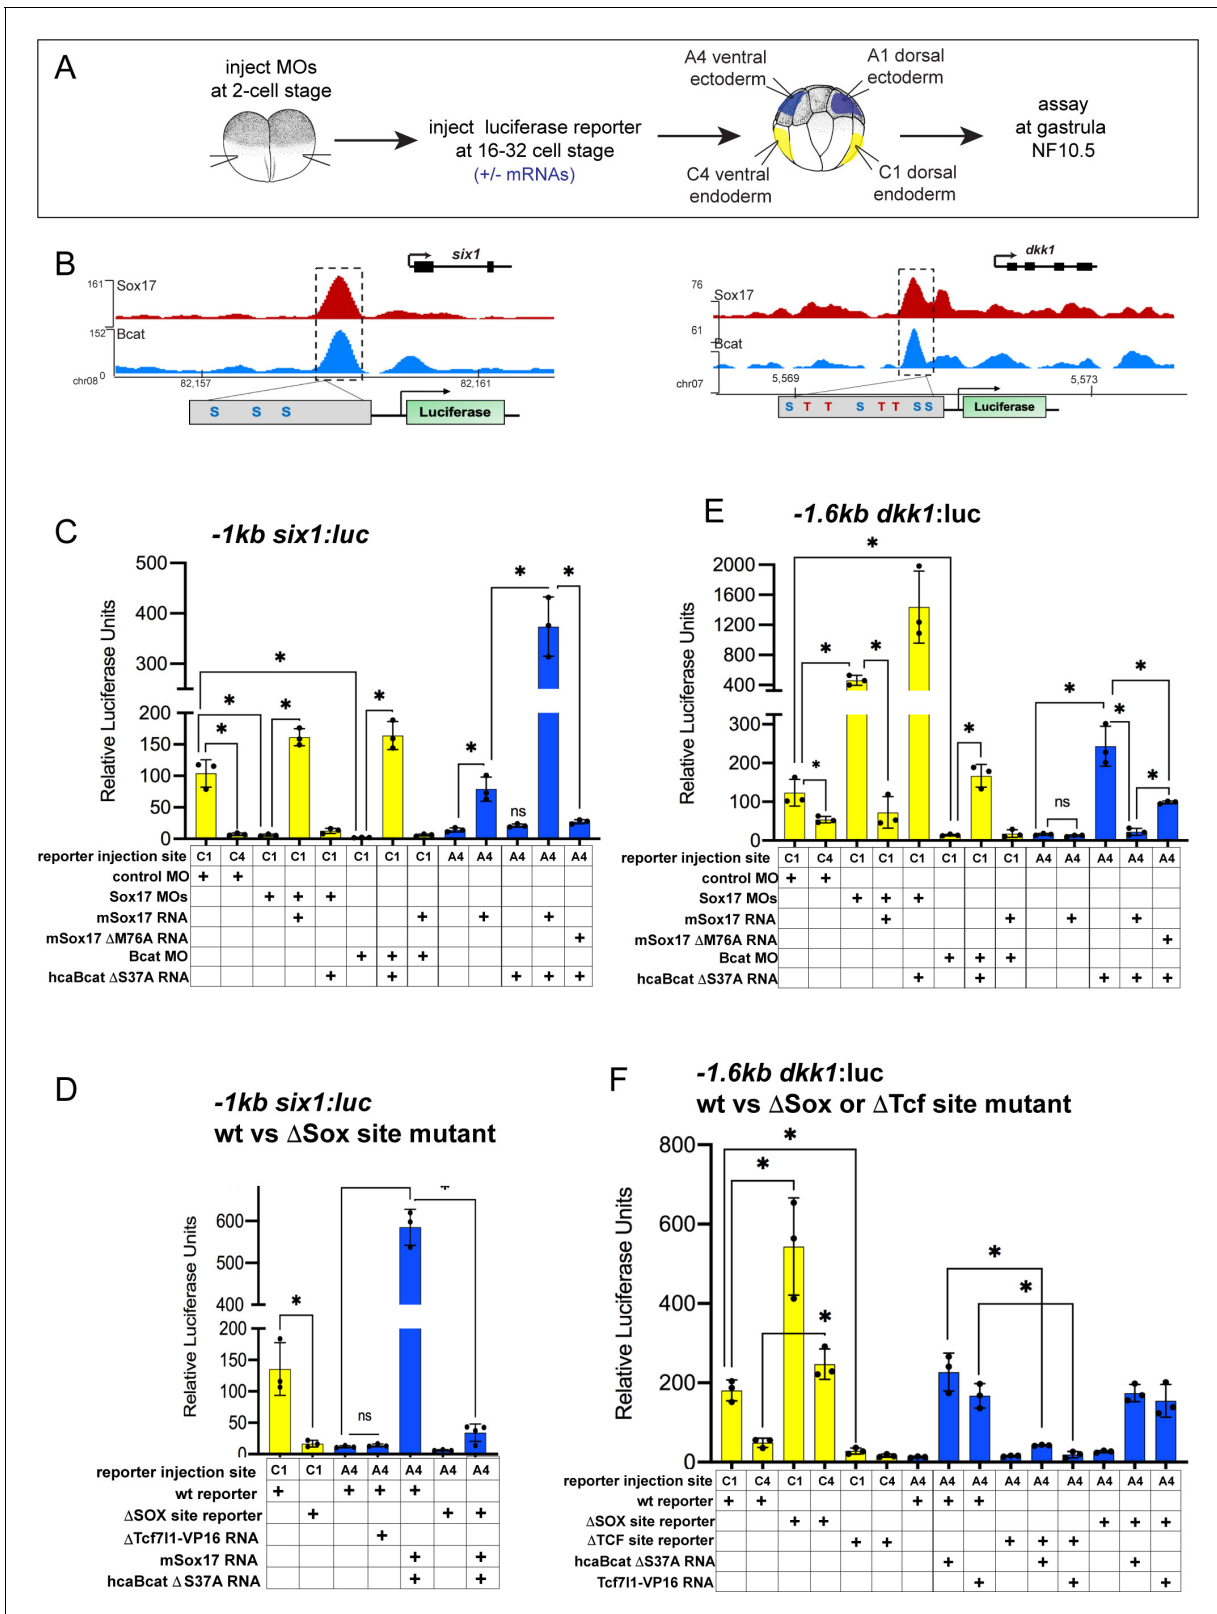 A
inject MOs
at 2-cell stage
inject luciferase reporter
at 16-32 cell stage
(+/- mRNAs)
A4 ventral
ectoderm
A1 dorsal
ectoderm
C4 ventral
endoderm
C1 dorsal
endoderm
assay
at gastrula
NF10.5
B
six1
161
Sox17
152
Bcat
chr08 0
82,157
82,161
S S S
Luciferase
dkk1
76
Sox17
61
Bcat
chr07
5,569
5,573
S T T S T T S S
Luciferase
C
-1kb six1:luc
Relative Luciferase Units
500
400
300
200
150
100
50
0
* * * * * * ns * *
reporter injection site C1 C4 C1 C1 C1 C1 C1 C1 A4 A4 A4 A4 A4
control MO + +
Sox17 MOs + + +
mSox17 RNA + + + +
mSox17 ΔM76A RNA +
Bcat MO + + +
hcaBcat ΔS37A RNA + + + + +
E
-1.6kb dkk1:luc
Relative Luciferase Units
2000
1600
1200
800
400
300
200
100
0
* * * * * ns * * * *
reporter injection site C1 C4 C1 C1 C1 C1 C1 C1 A4 A4 A4 A4 A4
control MO + +
Sox17 MOs + + +
mSox17 RNA + + + +
mSox17 ΔM76A RNA +
Bcat MO + + +
hcaBcat ΔS37A RNA + + + + +
D
-1kb six1:luc
wt vs ΔSox site mutant
Relative Luciferase Units
600
500
400
200
150
100
50
0
* ns
reporter injection site C1 C1 A4 A4 A4 A4 A4
wt reporter + + + +
ΔSOX site reporter + + +
ΔTcf7l1-VP16 RNA +
mSox17 RNA + +
hcaBcat ΔS37A RNA + +
F
-1.6kb dkk1:luc
wt vs ΔSox or ΔTcf site mutant
Relative Luciferase Units
800
600
400
200
0
* * * * *
reporter injection site C1 C4 C1 C4 C1 C4 A4 A4 A4 A4 A4 A4 A4 A4 A4
wt reporter + + + + +
ΔSOX site reporter + + + + +
ΔTCF site reporter + + + + +
hcaBcat ΔS37A RNA + + +
Tcf7l1-VP16 RNA + + +